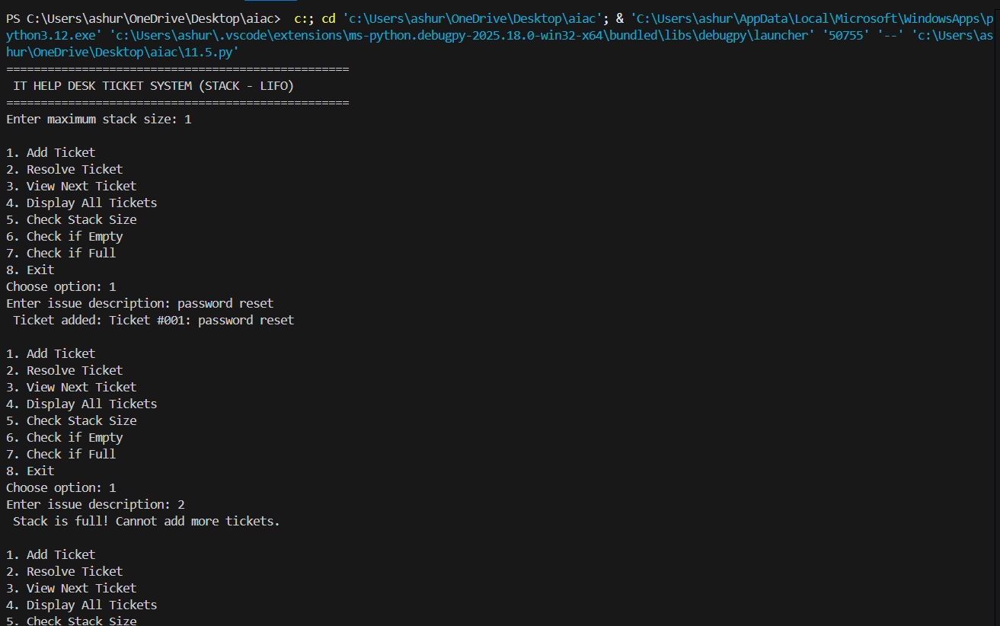 PS C:\Users\ashur\OneDrive\Desktop\aiac>  c:; cd 'c:\Users\ashur\OneDrive\Desktop\aiac'; & 'C:\Users\ashur\AppData\Local\Microsoft\WindowsApps\p
ython3.12.exe' 'c:\Users\ashur\.vscode\extensions\ms-python.debugpy-2025.18.0-win32-x64\bundled\libs\debugpy\launcher' '50755' '--' 'c:\Users\as
hur\OneDrive\Desktop\aiac\11.5.py'
==================================================
 IT HELP DESK TICKET SYSTEM (STACK - LIFO)
==================================================
Enter maximum stack size: 1

1. Add Ticket
2. Resolve Ticket
3. View Next Ticket
4. Display All Tickets
5. Check Stack Size
6. Check if Empty
7. Check if Full
8. Exit
Choose option: 1
Enter issue description: password reset
 Ticket added: Ticket #001: password reset

1. Add Ticket
2. Resolve Ticket
3. View Next Ticket
4. Display All Tickets
5. Check Stack Size
6. Check if Empty
7. Check if Full
8. Exit
Choose option: 1
Enter issue description: 2
 Stack is full! Cannot add more tickets.

1. Add Ticket
2. Resolve Ticket
3. View Next Ticket
4. Display All Tickets
5. Check Stack Size